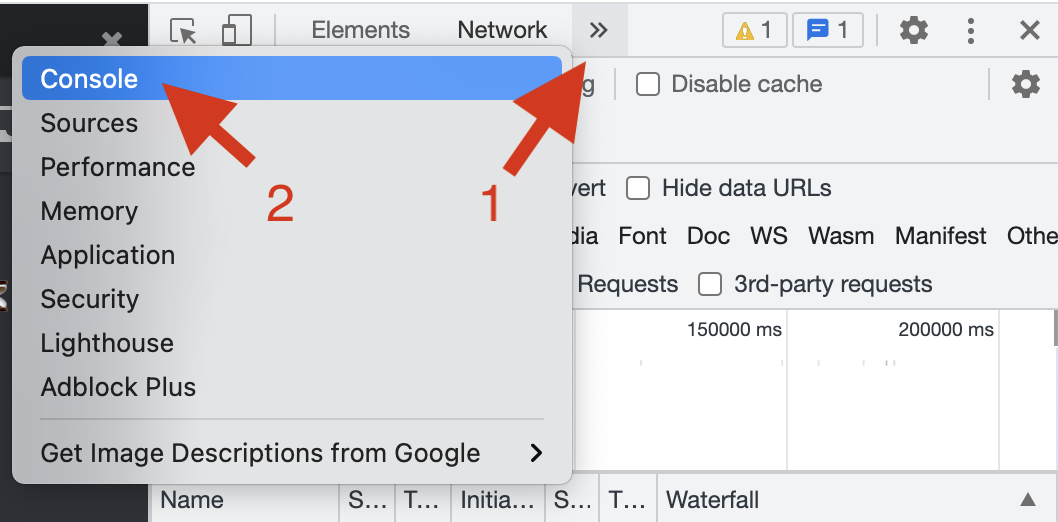 Elements Network » 1 1
Console
Sources
Performance
Memory
Application
Security
Lighthouse
Adblock Plus
Get Image Descriptions from Google
2
1
g Disable cache
vert Hide data URLs
dia Font Doc WS Wasm Manifest Othe
Requests 3rd-party requests
150000 ms 200000 ms
Name S... T... Initia... S... T... Waterfall